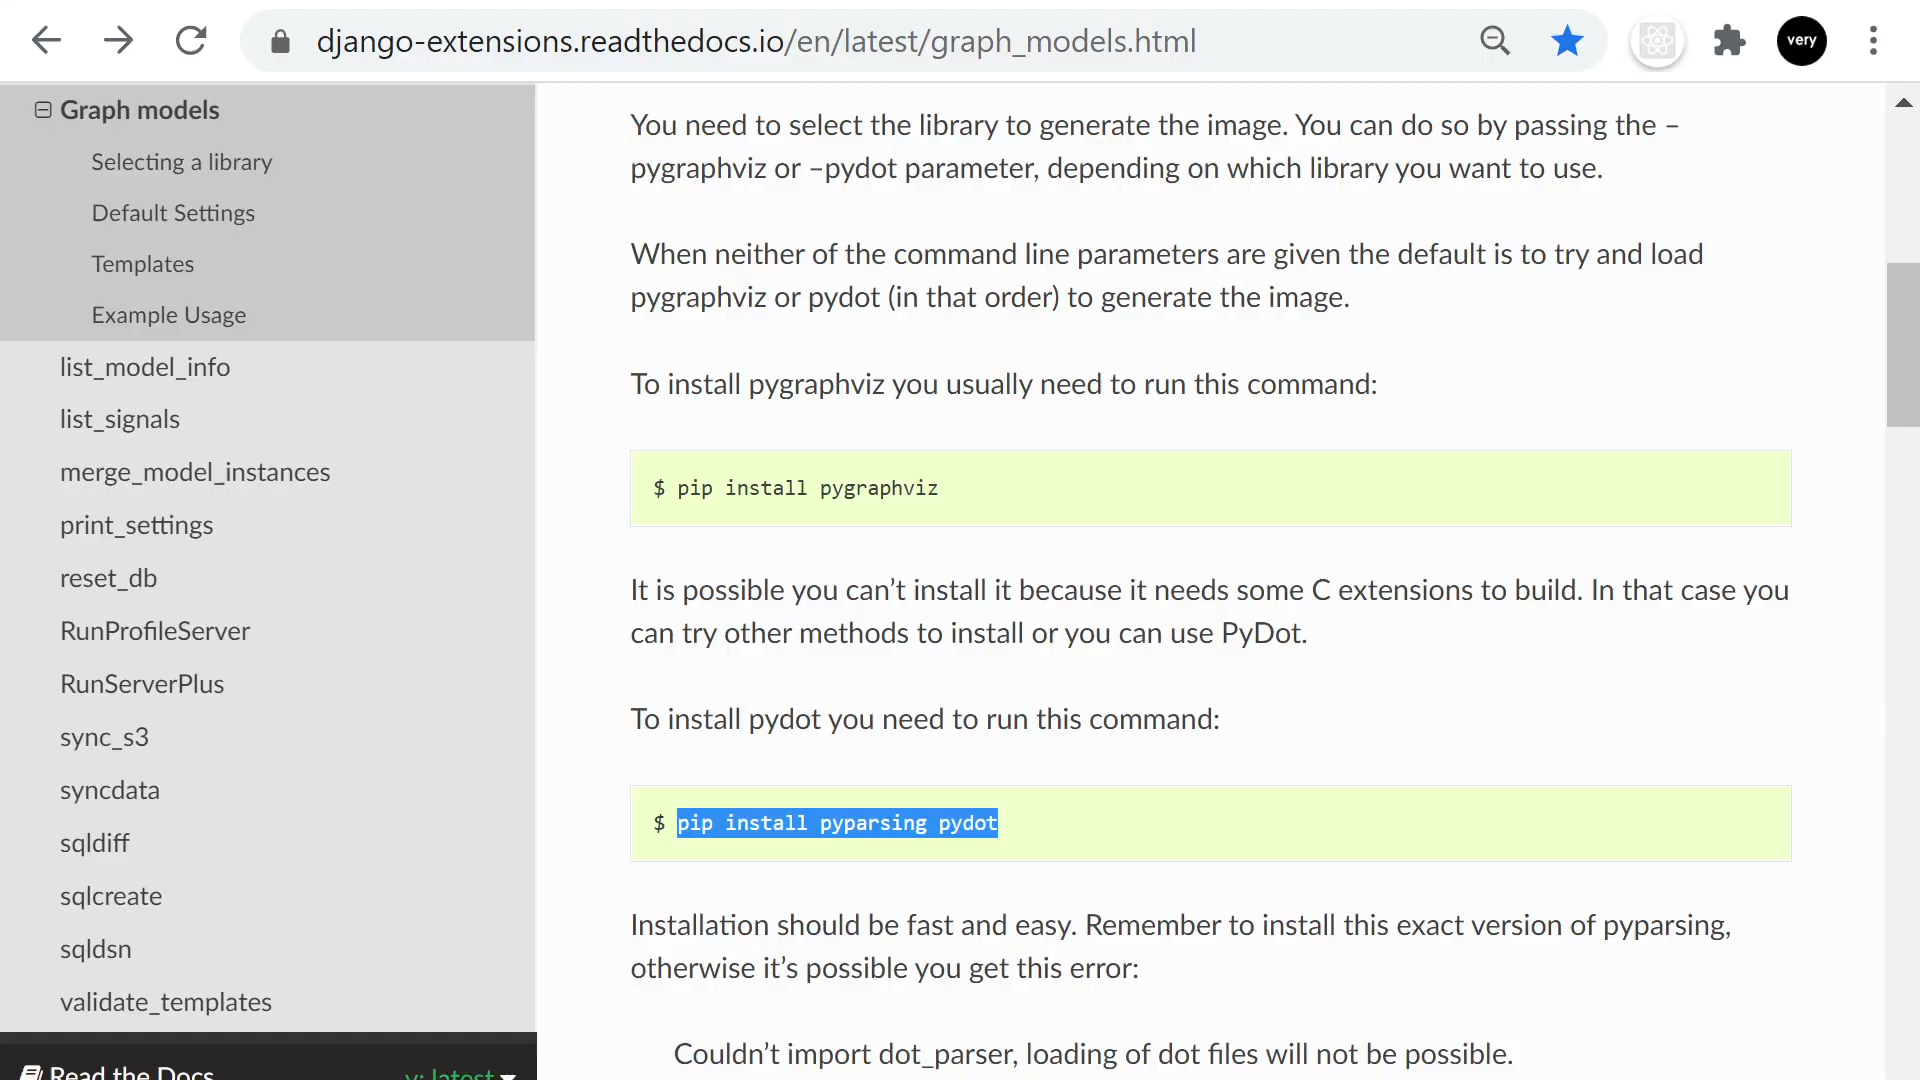 django-extensions.readthedocs.io/en/latest/graph_models.html
very
Graph models
Selecting a library
Default Settings
Templates
Example Usage
list_model_info
list_signals
merge_model_instances
print_settings
reset_db
RunProfileServer
RunServerPlus
sync_s3
syncdata
sqldiff
sqlcreate
sqldsn
validate_templates
Read the Docs
v: latest
You need to select the library to generate the image. You can do so by passing the –
pygraphviz or –pydot parameter, depending on which library you want to use.
When neither of the command line parameters are given the default is to try and load
pygraphviz or pydot (in that order) to generate the image.
To install pygraphviz you usually need to run this command:
$ pip install pygraphviz
It is possible you can’t install it because it needs some C extensions to build. In that case you
can try other methods to install or you can use PyDot.
To install pydot you need to run this command:
$ pip install pyparsing pydot
Installation should be fast and easy. Remember to install this exact version of pyparsing,
otherwise it’s possible you get this error:
Couldn’t import dot_parser, loading of dot files will not be possible.